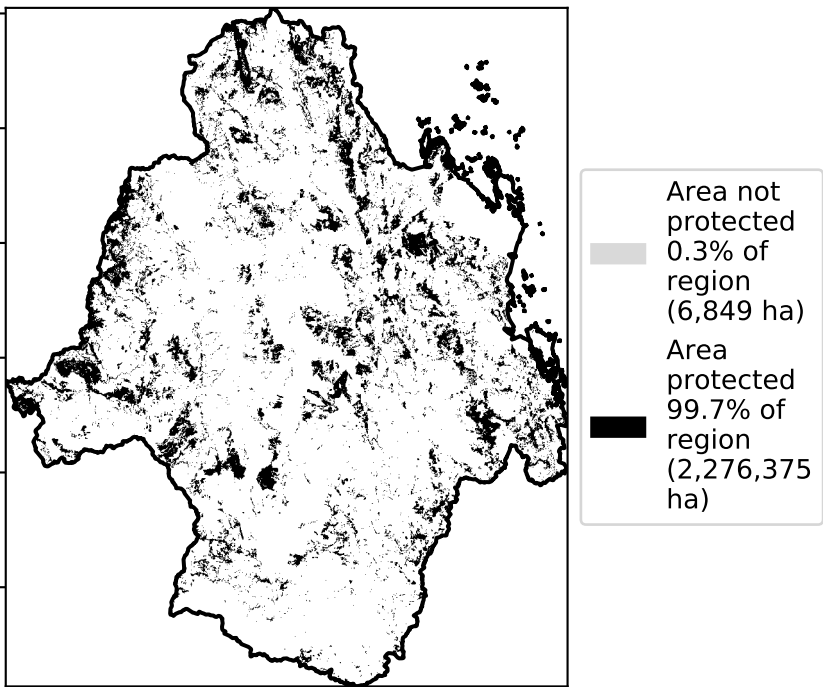 Area not
protected
0.3% of
region
(6,849 ha)
Area
protected
99.7% of
region
(2,276,375
ha)